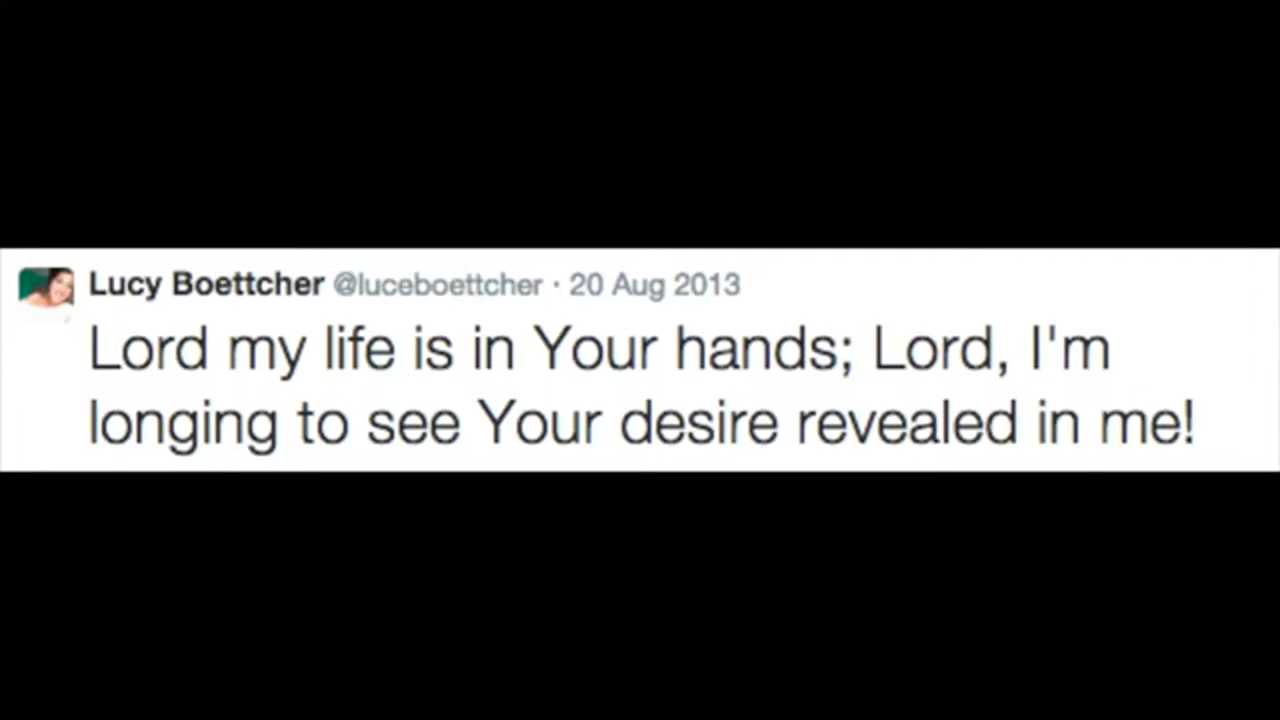 Lucy Boettcher @luceboettcher · 20 Aug 2013
Lord my life is in Your hands; Lord, I'm
longing to see Your desire revealed in me!